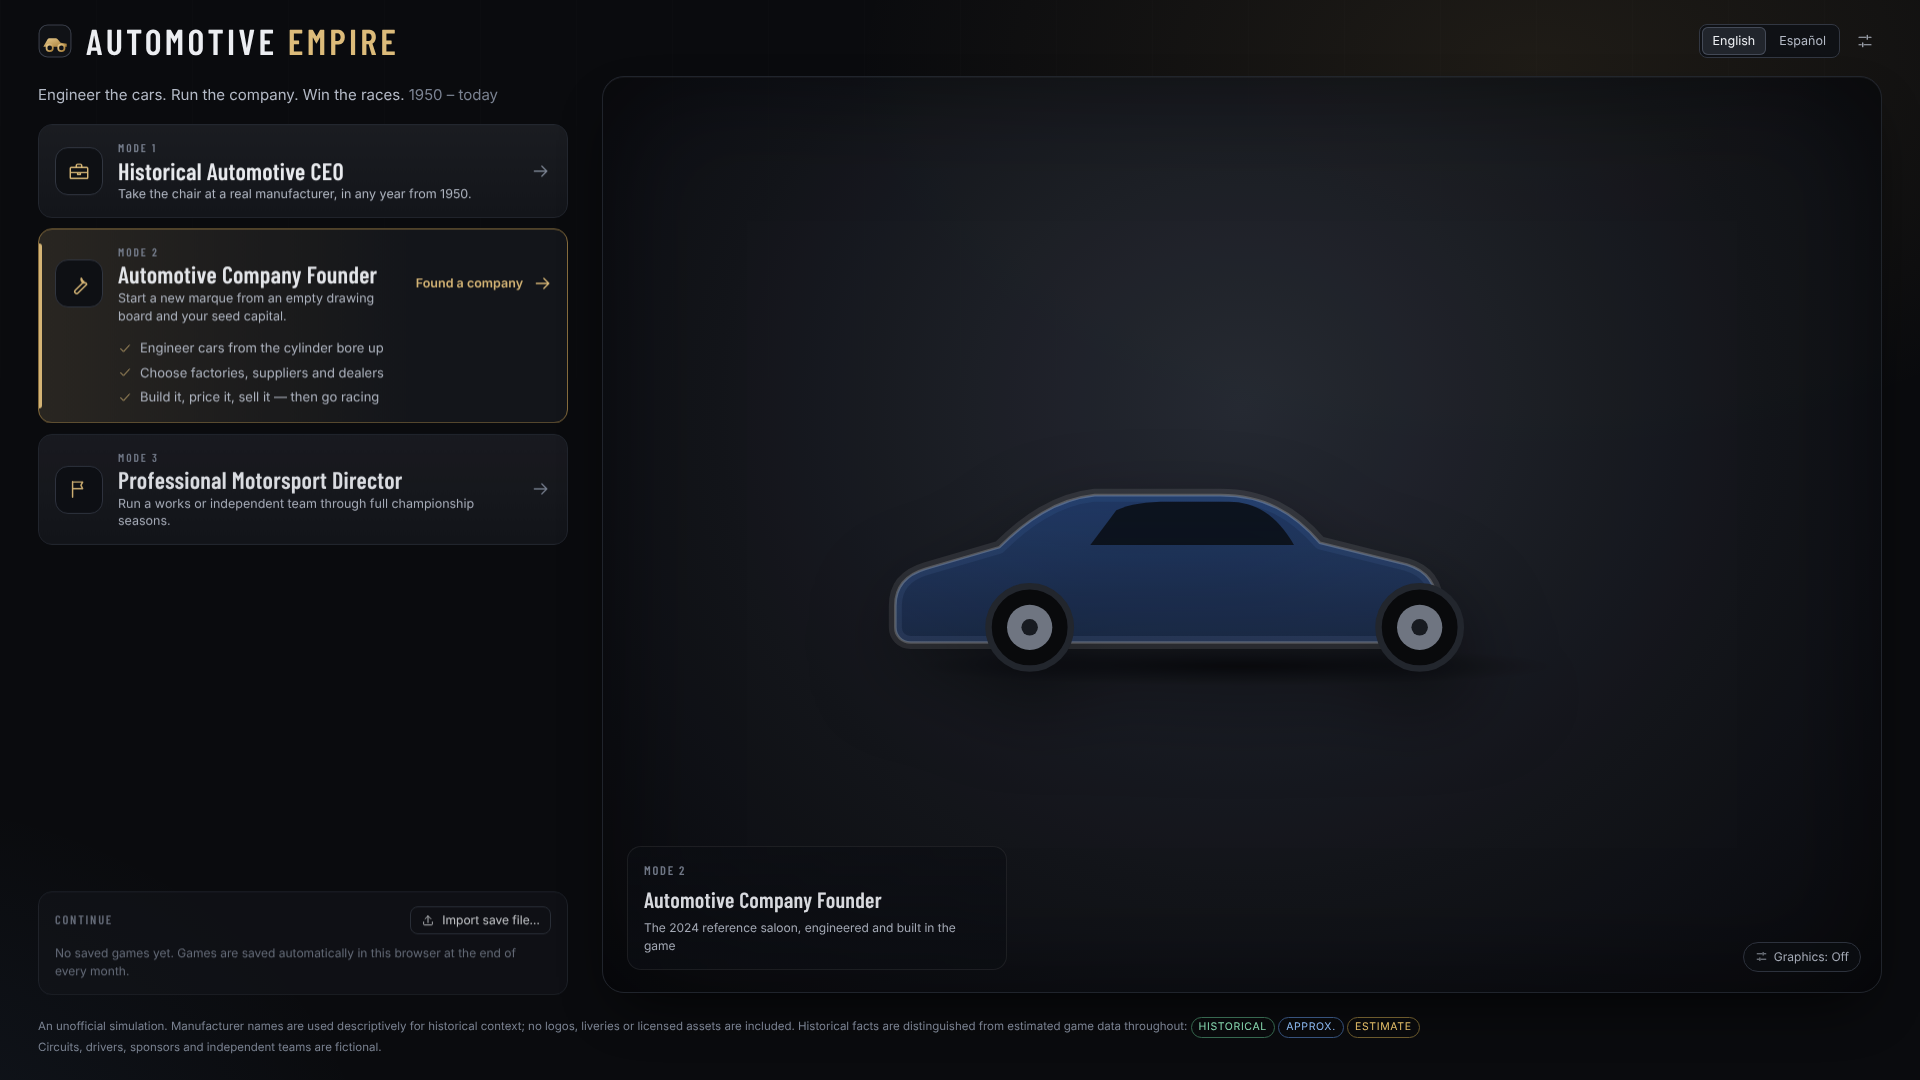 AUTOMOTIVE EMPIRE
English
Español
Engineer the cars. Run the company. Win the races. 1950 – today
MODE 1
Historical Automotive CEO
Take the chair at a real manufacturer, in any year from 1950.
MODE 2
Automotive Company Founder
Found a company
Start a new marque from an empty drawing
board and your seed capital.
Engineer cars from the cylinder bore up
Choose factories, suppliers and dealers
Build it, price it, sell it — then go racing
MODE 3
Professional Motorsport Director
Run a works or independent team through full championship
seasons.
CONTINUE
Import save file...
No saved games yet. Games are saved automatically in this browser at the end of
every month.
MODE 2
Automotive Company Founder
The 2024 reference saloon, engineered and built in the
game
Graphics: Off
An unofficial simulation. Manufacturer names are used descriptively for historical context; no logos, liveries or licensed assets are included. Historical facts are distinguished from estimated game data throughout: HISTORICAL APPROX. ESTIMATE
Circuits, drivers, sponsors and independent teams are fictional.